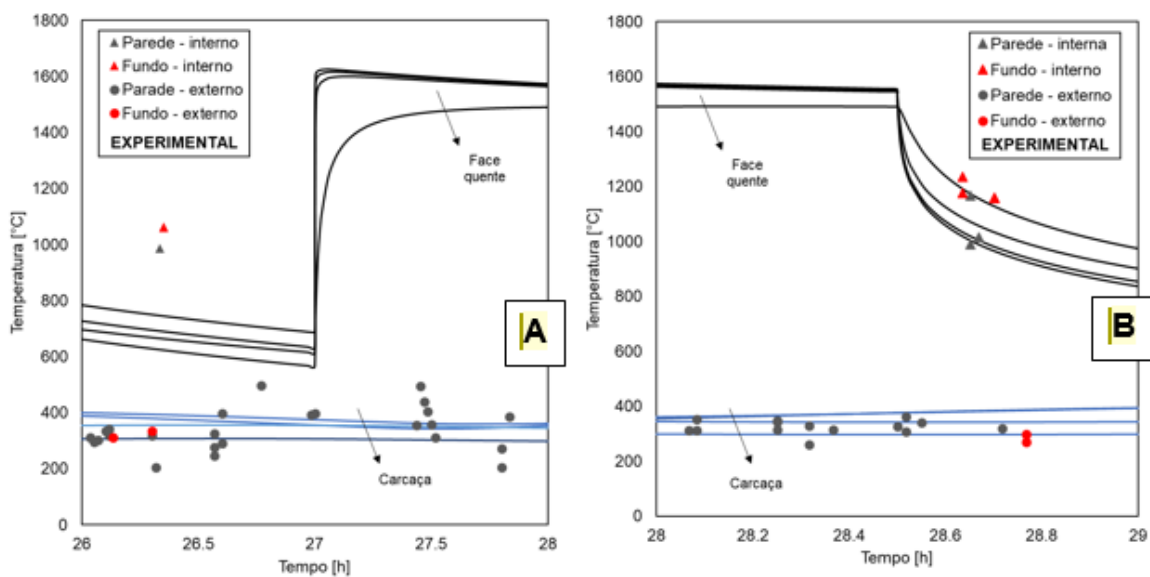 1800
1600
1400
1200
1000
800
600
400
200
0
Temperatura [°C]
Parede - interno
Fundo - interno
Parade - externo
Fundo - externo
EXPERIMENTAL
Face
quente
Carcaça
A
26
26.5
27
27.5
28
Tempo [h]
1800
1600
1400
1200
1000
800
600
400
200
0
Temperatura [°C]
Parede - interna
Fundo - interno
Parede - externo
Fundo - externo
EXPERIMENTAL
Face
quente
Carcaça
B
28
28.2
28.4
28.6
28.8
29
Tempo [h]